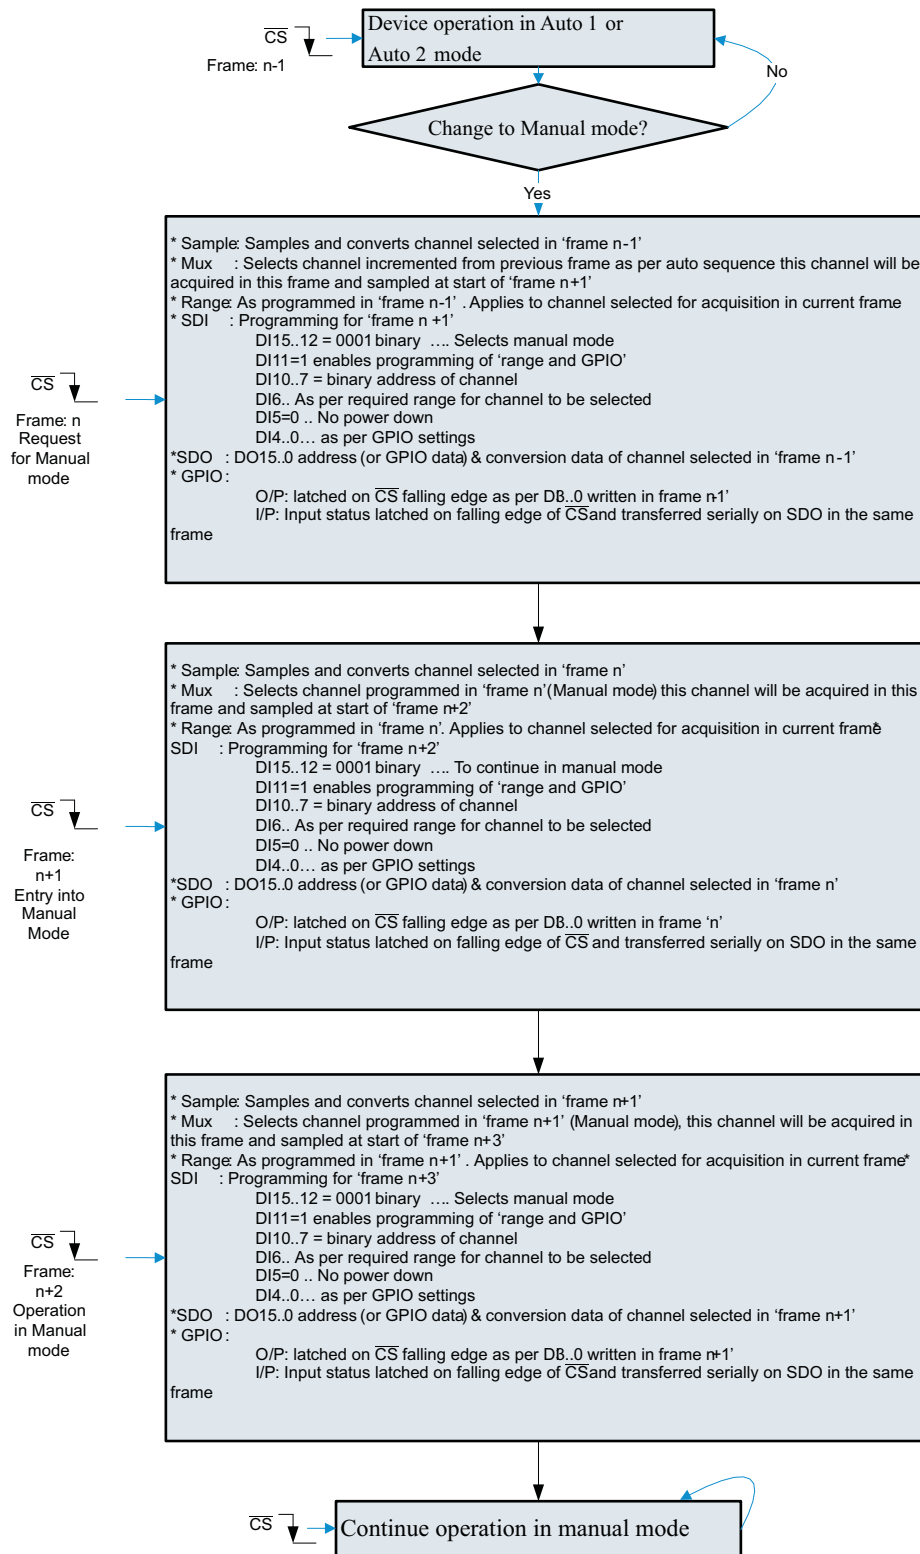 Device operation in Auto 1 or
Auto 2 mode
CS
Frame: n-1
No
Change to Manual mode?
Yes
* Sample: Samples and converts channel selected in ‘frame n-1’
* Mux : Selects channel incremented from previous frame as per auto sequence this channel will be
acquired in this frame and sampled at start of ‘frame n+1’
* Range: As programmed in ‘frame n-1’ . Applies to channel selected for acquisition in current frame
* SDI : Programming for ‘frame n +1’
DI15..12 = 0001 binary …. Selects manual mode
DI11=1 enables programming of ‘range and GPIO’
DI10..7 = binary address of channel
DI6.. As per required range for channel to be selected
DI5=0 .. No power down
DI4..0… as per GPIO settings
*SDO : DO15..0 address (or GPIO data) & conversion data of channel selected in ‘frame n-1’
* GPIO :
O/P: latched on CS falling edge as per DB..0 written in frame n-1’
I/P: Input status latched on falling edge of CS and transferred serially on SDO in the same
frame
CS
Frame: n
Request
for Manual
mode
* Sample: Samples and converts channel selected in ‘frame n’
* Mux : Selects channel programmed in ‘frame n’(Manual mode) this channel will be acquired in this
frame and sampled at start of ‘frame n+2’
* Range: As programmed in ‘frame n’. Applies to channel selected for acquisition in current frame*
SDI : Programming for ‘frame n+2’
DI15..12 = 0001 binary …. To continue in manual mode
DI11=1 enables programming of ‘range and GPIO’
DI10..7 = binary address of channel
DI6.. As per required range for channel to be selected
DI5=0 .. No power down
DI4..0… as per GPIO settings
*SDO : DO15..0 address (or GPIO data) & conversion data of channel selected in ‘frame n’
* GPIO :
O/P: latched on CS falling edge as per DB..0 written in frame ‘n’
I/P: Input status latched on falling edge of CS and transferred serially on SDO in the same
frame
CS
Frame:
n+1
Entry into
Manual
Mode
* Sample: Samples and converts channel selected in ‘frame n+1’
* Mux : Selects channel programmed in ‘frame n+1’ (Manual mode), this channel will be acquired in
this frame and sampled at start of ‘frame n+3’
* Range: As programmed in ‘frame n+1’ . Applies to channel selected for acquisition in current frame*
SDI : Programming for ‘frame n+3’
DI15..12 = 0001 binary …. Selects manual mode
DI11=1 enables programming of ‘range and GPIO’
DI10..7 = binary address of channel
DI6.. As per required range for channel to be selected
DI5=0 .. No power down
DI4..0… as per GPIO settings
*SDO : DO15..0 address (or GPIO data) & conversion data of channel selected in ‘frame n+1’
* GPIO :
O/P: latched on CS falling edge as per DB..0 written in frame n+1’
I/P: Input status latched on falling edge of CS and transferred serially on SDO in the same
frame
CS
Frame:
n+2
Operation
in Manual
mode
CS
Continue operation in manual mode